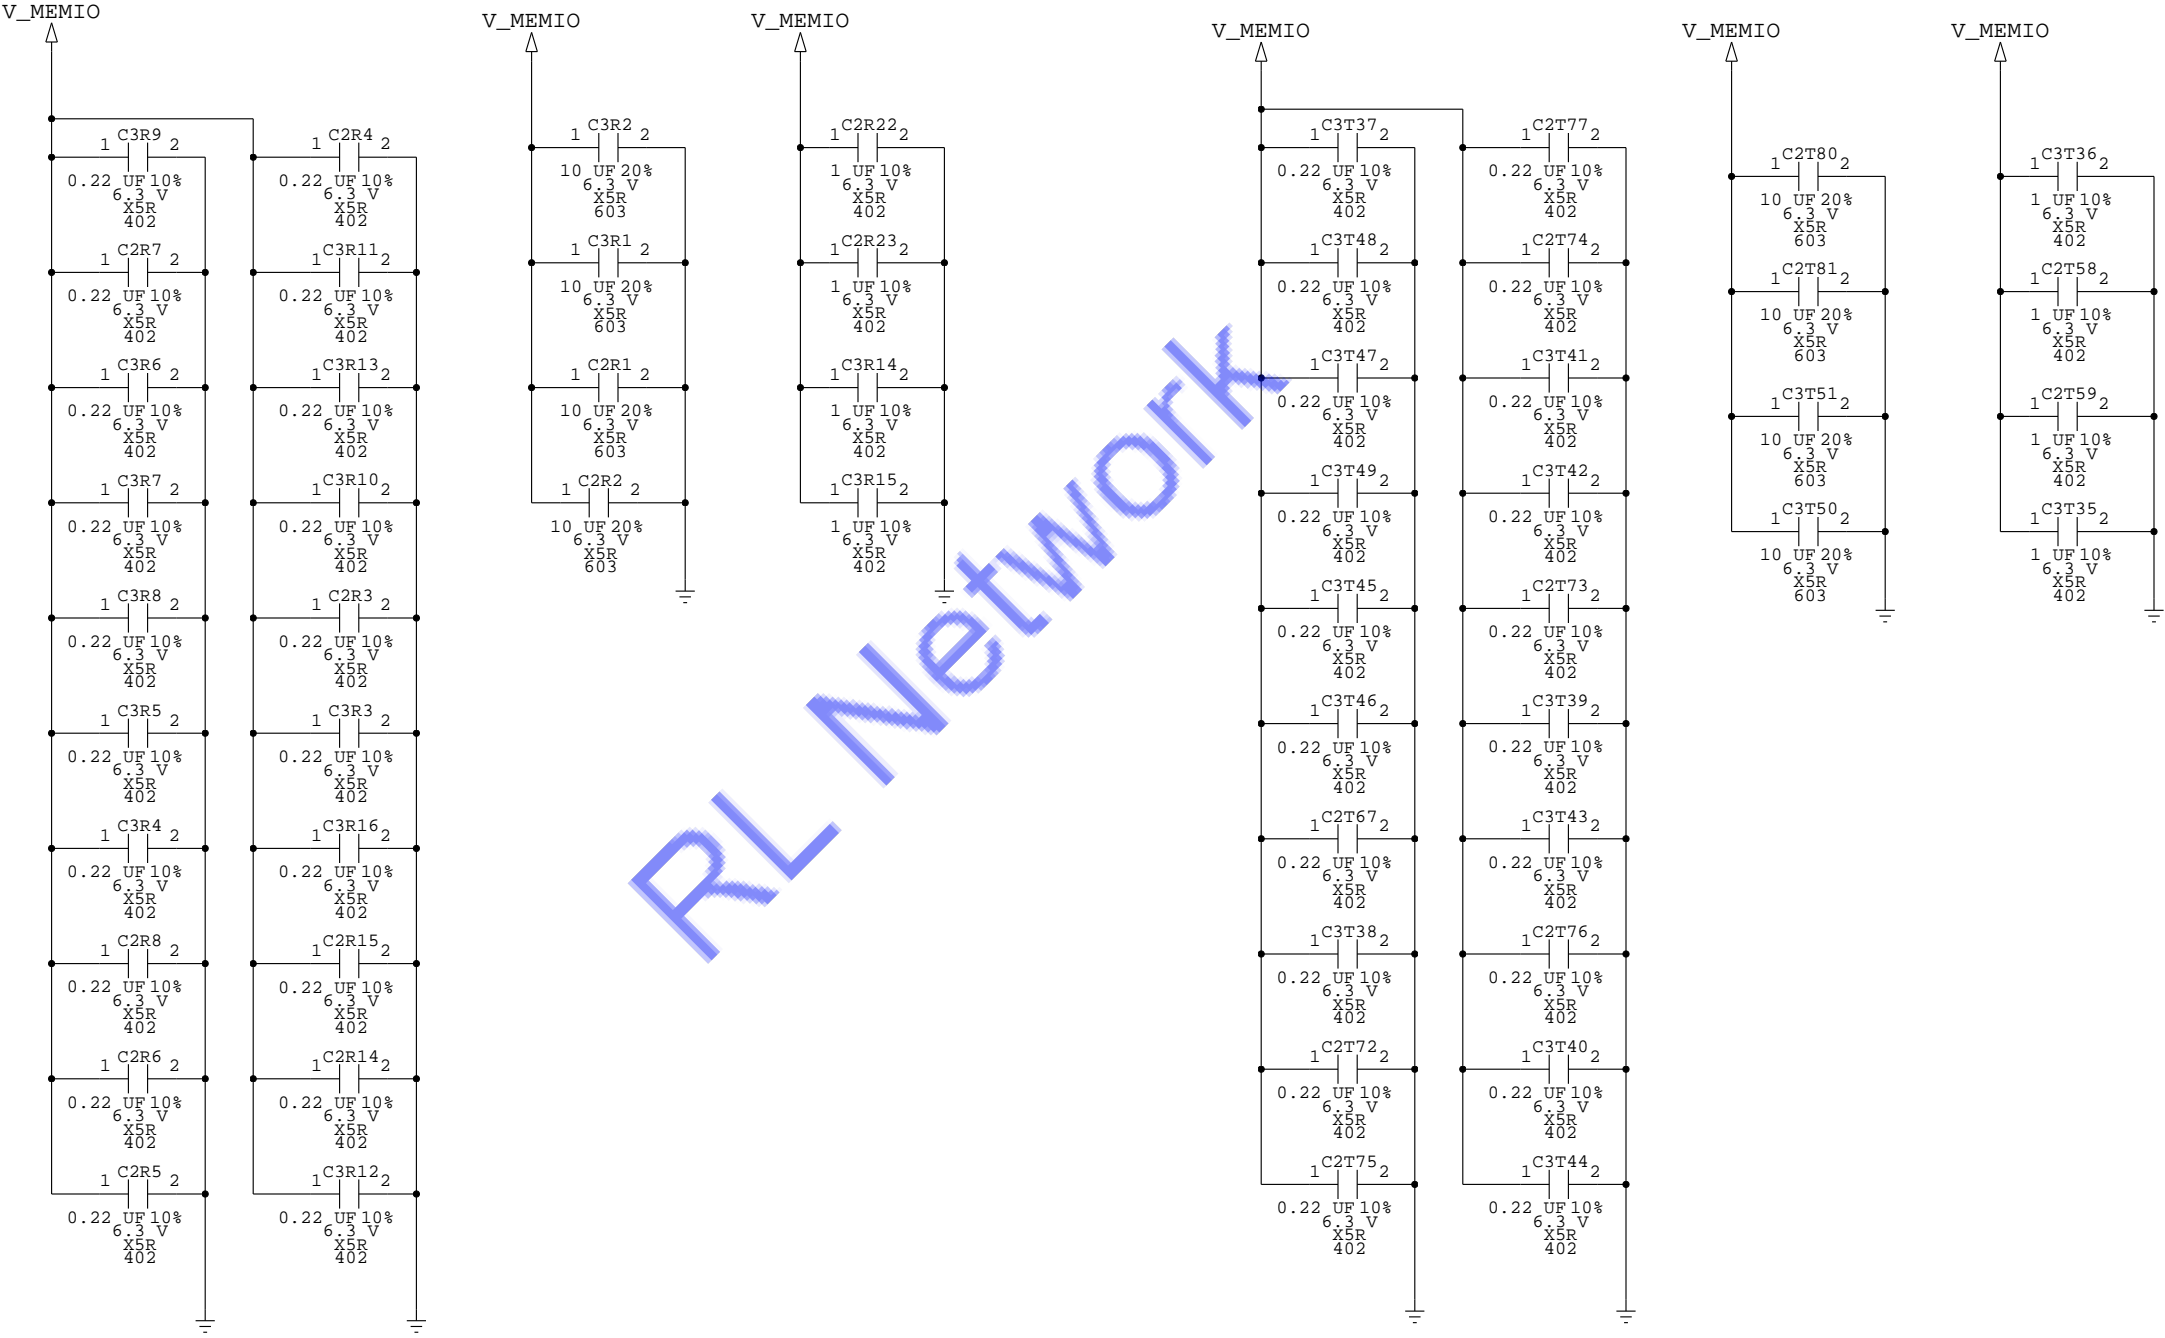 V_MEMIO
1 C3R9 2
0.22 UF 10%
6.3 V
X5R
402
1 C2R7 2
0.22 UF 10%
6.3 V
X5R
402
1 C3R6 2
0.22 UF 10%
6.3 V
X5R
402
1 C3R7 2
0.22 UF 10%
6.3 V
X5R
402
1 C3R8 2
0.22 UF 10%
6.3 V
X5R
402
1 C3R5 2
0.22 UF 10%
6.3 V
X5R
402
1 C3R4 2
0.22 UF 10%
6.3 V
X5R
402
1 C2R8 2
0.22 UF 10%
6.3 V
X5R
402
1 C2R6 2
0.22 UF 10%
6.3 V
X5R
402
1 C2R5 2
0.22 UF 10%
6.3 V
X5R
402
1 C2R4 2
0.22 UF 10%
6.3 V
X5R
402
1 C3R11 2
0.22 UF 10%
6.3 V
X5R
402
1 C3R13 2
0.22 UF 10%
6.3 V
X5R
402
1 C3R10 2
0.22 UF 10%
6.3 V
X5R
402
1 C2R3 2
0.22 UF 10%
6.3 V
X5R
402
1 C3R3 2
0.22 UF 10%
6.3 V
X5R
402
1 C3R16 2
0.22 UF 10%
6.3 V
X5R
402
1 C2R15 2
0.22 UF 10%
6.3 V
X5R
402
1 C2R14 2
0.22 UF 10%
6.3 V
X5R
402
1 C3R12 2
0.22 UF 10%
6.3 V
X5R
402
V_MEMIO
1 C3R2 2
10 UF 20%
6.3 V
X5R
603
1 C3R1 2
10 UF 20%
6.3 V
X5R
603
1 C2R1 2
10 UF 20%
6.3 V
X5R
603
1 C2R2 2
10 UF 20%
6.3 V
X5R
603
V_MEMIO
1 C2R22 2
1 UF 10%
6.3 V
X5R
402
1 C2R23 2
1 UF 10%
6.3 V
X5R
402
1 C3R14 2
1 UF 10%
6.3 V
X5R
402
1 C3R15 2
1 UF 10%
6.3 V
X5R
402
RL Network
V_MEMIO
1 C3T37 2
0.22 UF 10%
6.3 V
X5R
402
1 C3T48 2
0.22 UF 10%
6.3 V
X5R
402
1 C3T47 2
0.22 UF 10%
6.3 V
X5R
402
1 C3T49 2
0.22 UF 10%
6.3 V
X5R
402
1 C3T45 2
0.22 UF 10%
6.3 V
X5R
402
1 C3T46 2
0.22 UF 10%
6.3 V
X5R
402
1 C2T67 2
0.22 UF 10%
6.3 V
X5R
402
1 C3T38 2
0.22 UF 10%
6.3 V
X5R
402
1 C2T72 2
0.22 UF 10%
6.3 V
X5R
402
1 C2T75 2
0.22 UF 10%
6.3 V
X5R
402
1 C2T77 2
0.22 UF 10%
6.3 V
X5R
402
1 C2T74 2
0.22 UF 10%
6.3 V
X5R
402
1 C3T41 2
0.22 UF 10%
6.3 V
X5R
402
1 C3T42 2
0.22 UF 10%
6.3 V
X5R
402
1 C2T73 2
0.22 UF 10%
6.3 V
X5R
402
1 C3T39 2
0.22 UF 10%
6.3 V
X5R
402
1 C3T43 2
0.22 UF 10%
6.3 V
X5R
402
1 C2T76 2
0.22 UF 10%
6.3 V
X5R
402
1 C3T40 2
0.22 UF 10%
6.3 V
X5R
402
1 C3T44 2
0.22 UF 10%
6.3 V
X5R
402
V_MEMIO
1 C2T80 2
10 UF 20%
6.3 V
X5R
603
1 C2T81 2
10 UF 20%
6.3 V
X5R
603
1 C3T51 2
10 UF 20%
6.3 V
X5R
603
1 C3T50 2
10 UF 20%
6.3 V
X5R
603
V_MEMIO
1 C3T36 2
1 UF 10%
6.3 V
X5R
402
1 C2T58 2
1 UF 10%
6.3 V
X5R
402
1 C2T59 2
1 UF 10%
6.3 V
X5R
402
1 C3T35 2
1 UF 10%
6.3 V
X5R
402